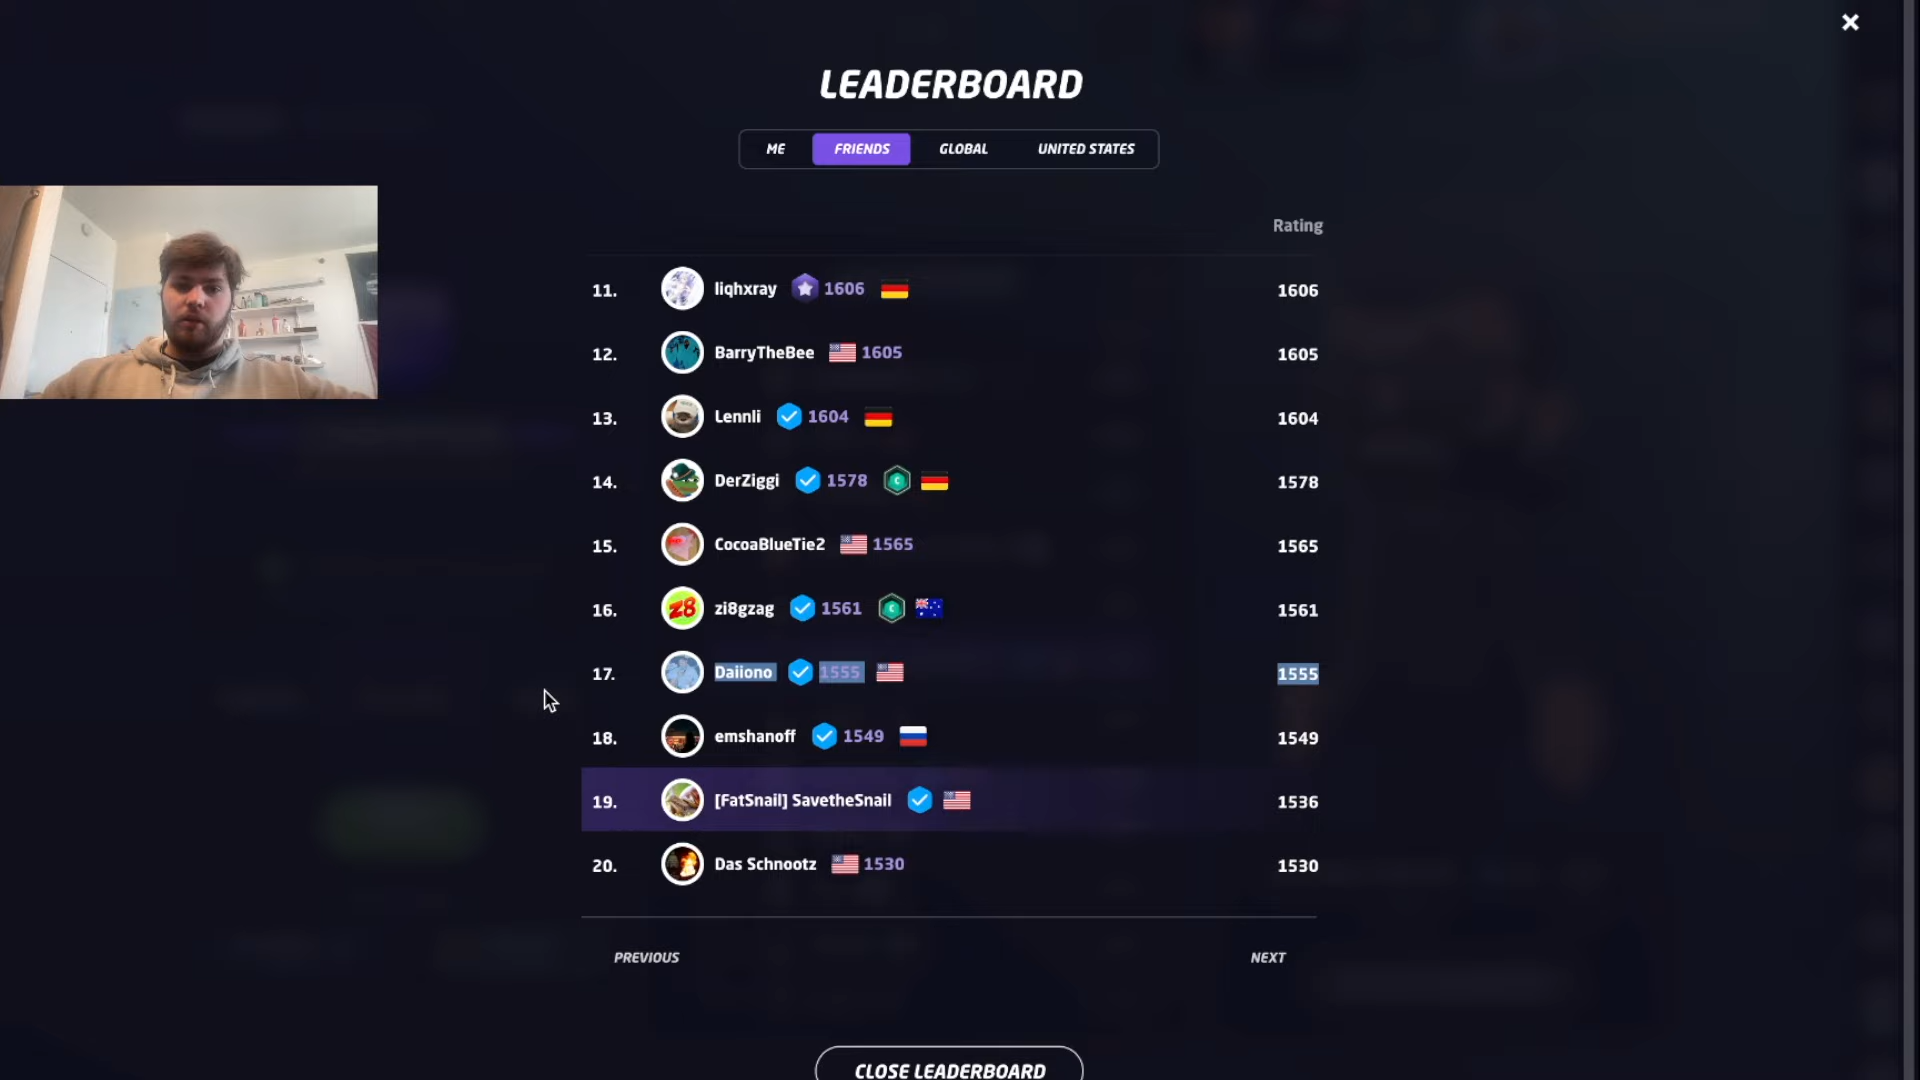 LEADERBOARD
ME FRIENDS GLOBAL UNITED STATES
Rating
11. liqhxray 1606 1606
12. BarryTheBee 1605 1605
13. Lennli 1604 1604
14. DerZiggi 1578 C 1578
15. CocoaBlueTie2 1565 1565
16. Z8 zi8gzag 1561 C 1561
17. Daiiono 1555 1555
18. emshanoff 1549 1549
19. [FatSnail] SavetheSnail 1536
20. Das Schnootz 1530 1530
PREVIOUS NEXT
CLOSE LEADERBOARD